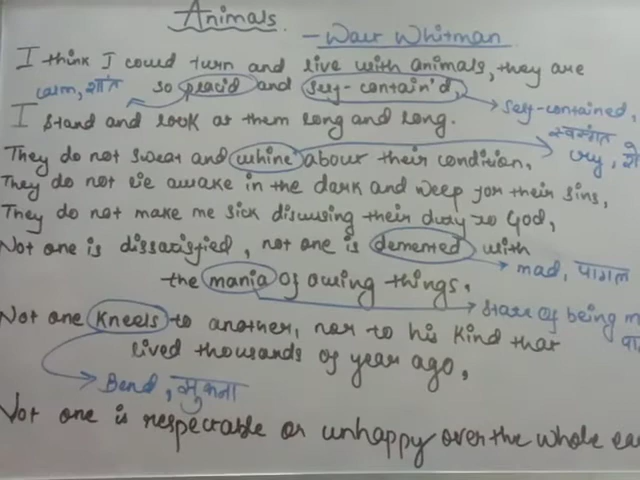 Animals
- Walt Whitman
I think I could turn and live with animals, they are
calm, शांत so placid and self-contain'd, self-contained,
स्वसंगत
I stand and look at them long and long.
They do not swear and whine about their condition, cry,
They do not lie awake in the dark and weep for their sins,
They do not make me sick discussing their duty to God,
Not one is dissatisfied, not one is demented with
mad, पागल
the mania of owing things.
State of being m
Not one kneels to another, nor to his kind that
lived thousands of year ago,
Bend, झुकना
Not one is respectable or unhappy over the whole ea